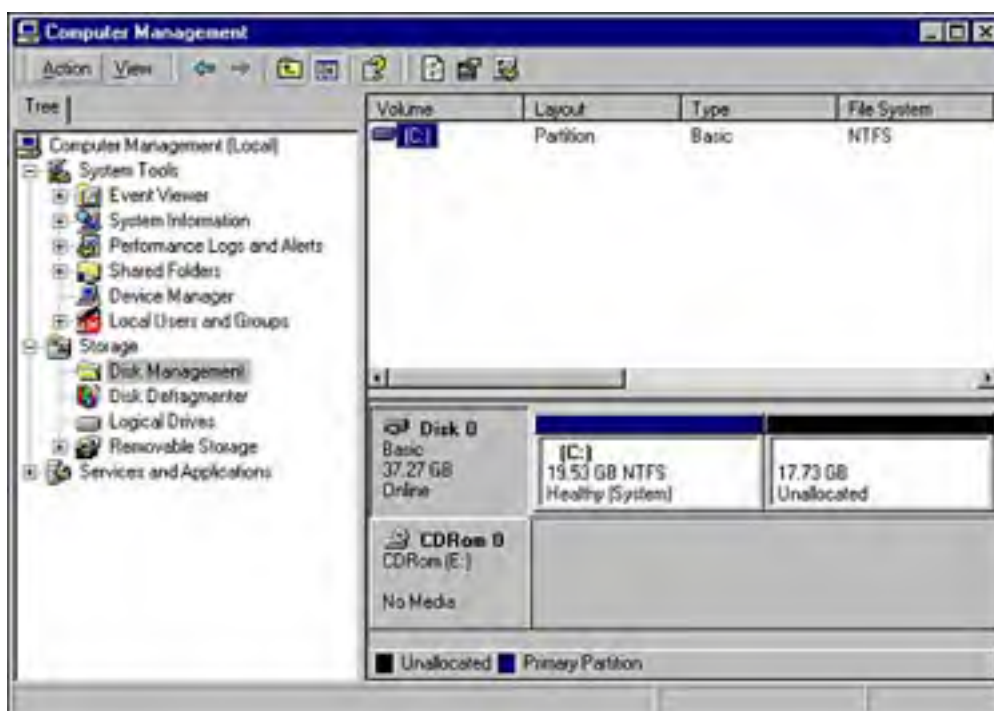 Computer Management
Action View
Tree
Computer Management (Local)
System Tools
Event Viewer
System Information
Performance Logs and Alerts
Shared Folders
Device Manager
Local Users and Groups
Storage
Disk Management
Disk Defragmenter
Logical Drives
Removable Storage
Services and Applications
Volume Layout Type File System
(C:) Partition Basic NTFS
Disk 0
Basic
37.27 GB
Online
(C:)
19.53 GB NTFS
Healthy (System)
17.73 GB
Unallocated
CDRom 0
CDRom (E:)
No Media
Unallocated Primary Partition